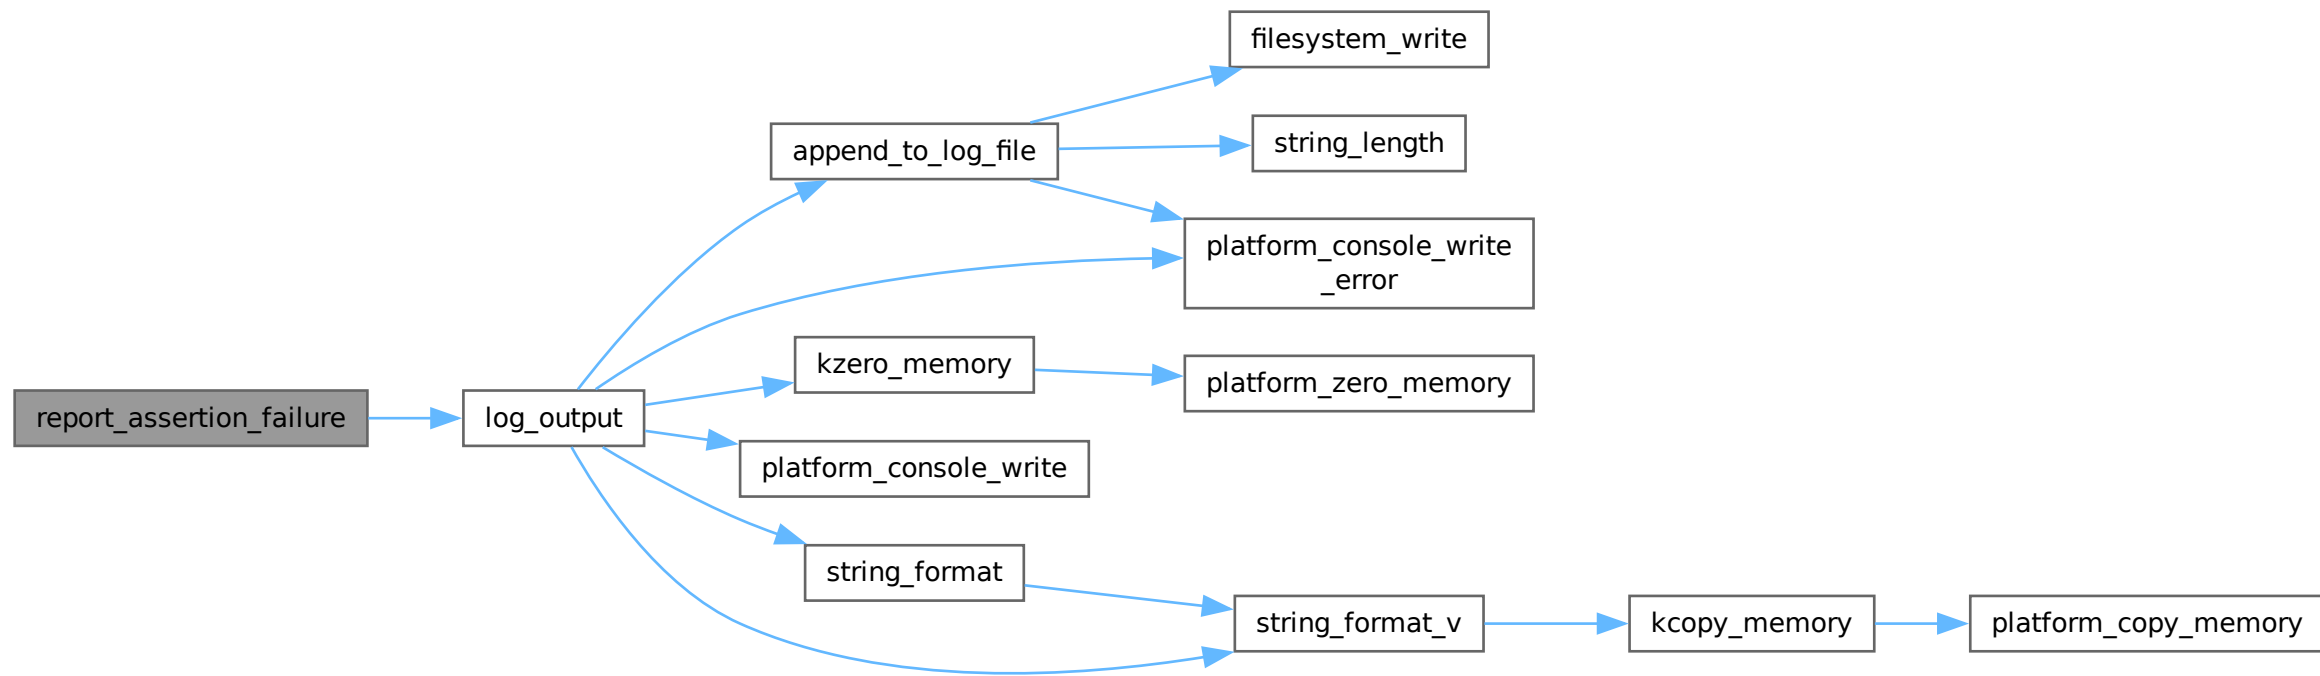 filesystem_write
append_to_log_file
string_length
platform_console_write
_error
kzero_memory
platform_zero_memory
report_assertion_failure
log_output
platform_console_write
string_format
string_format_v
kcopy_memory
platform_copy_memory